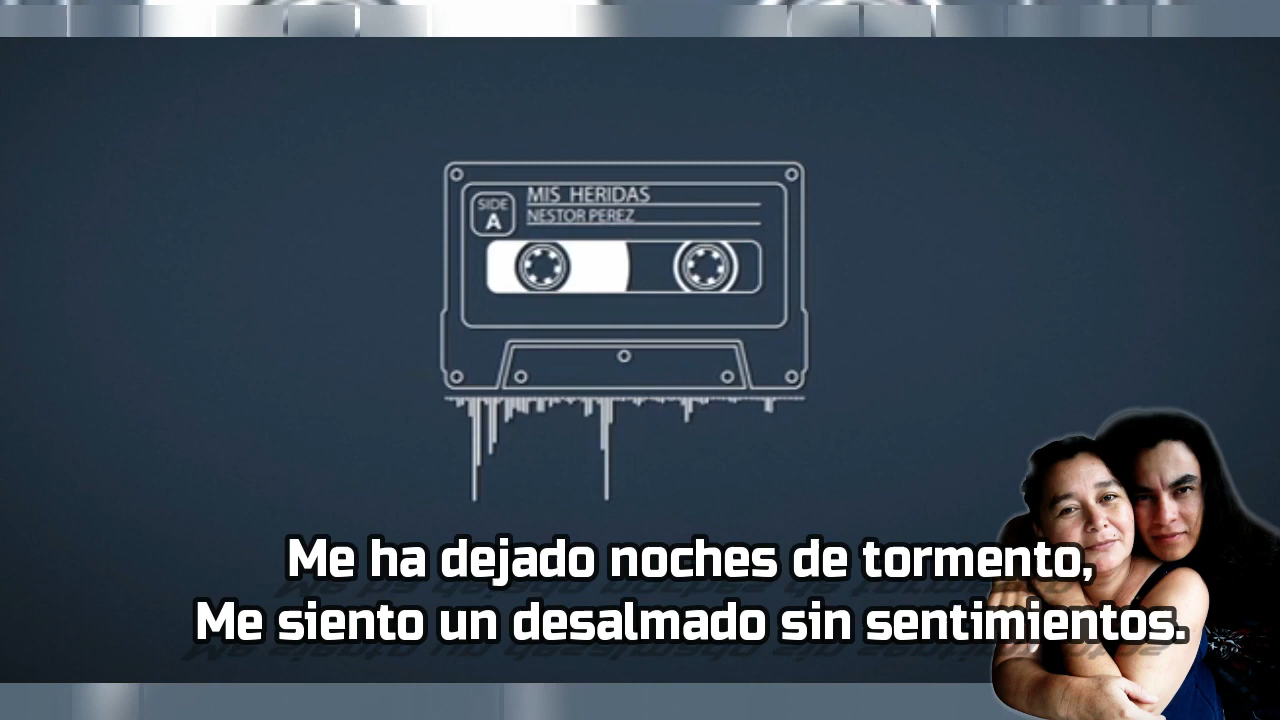 SIDE
A
MIS HERIDAS
NESTOR PEREZ
Me ha dejado noches de tormento,
Me siento un desalmado sin sentimientos.